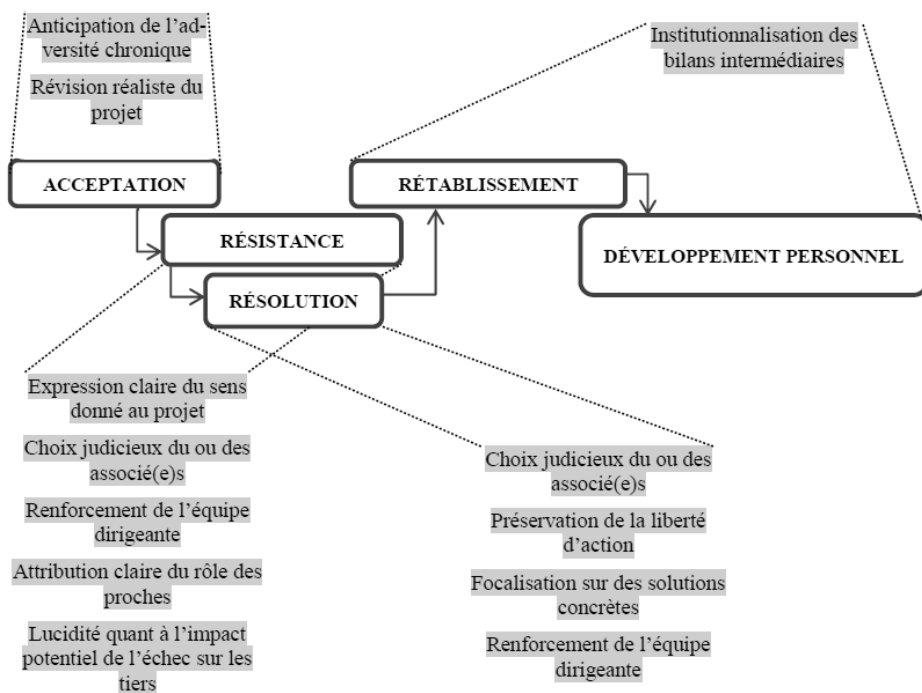 Anticipation de l’ad-
versité chronique
Révision réaliste du
projet
Institutionnalisation des
bilans intermédiaires
ACCEPTATION
RÉTABLISSEMENT
RÉSISTANCE
DÉVELOPPEMENT PERSONNEL
RÉSOLUTION
Expression claire du sens
donné au projet
Choix judicieux du ou des
associé(e)s
Renforcement de l’équipe
dirigeante
Attribution claire du rôle des
proches
Lucidité quant à l’impact
potentiel de l’échec sur les
tiers
Choix judicieux du ou des
associé(e)s
Préservation de la liberté
d’action
Focalisation sur des solutions
concrètes
Renforcement de l’équipe
dirigeante